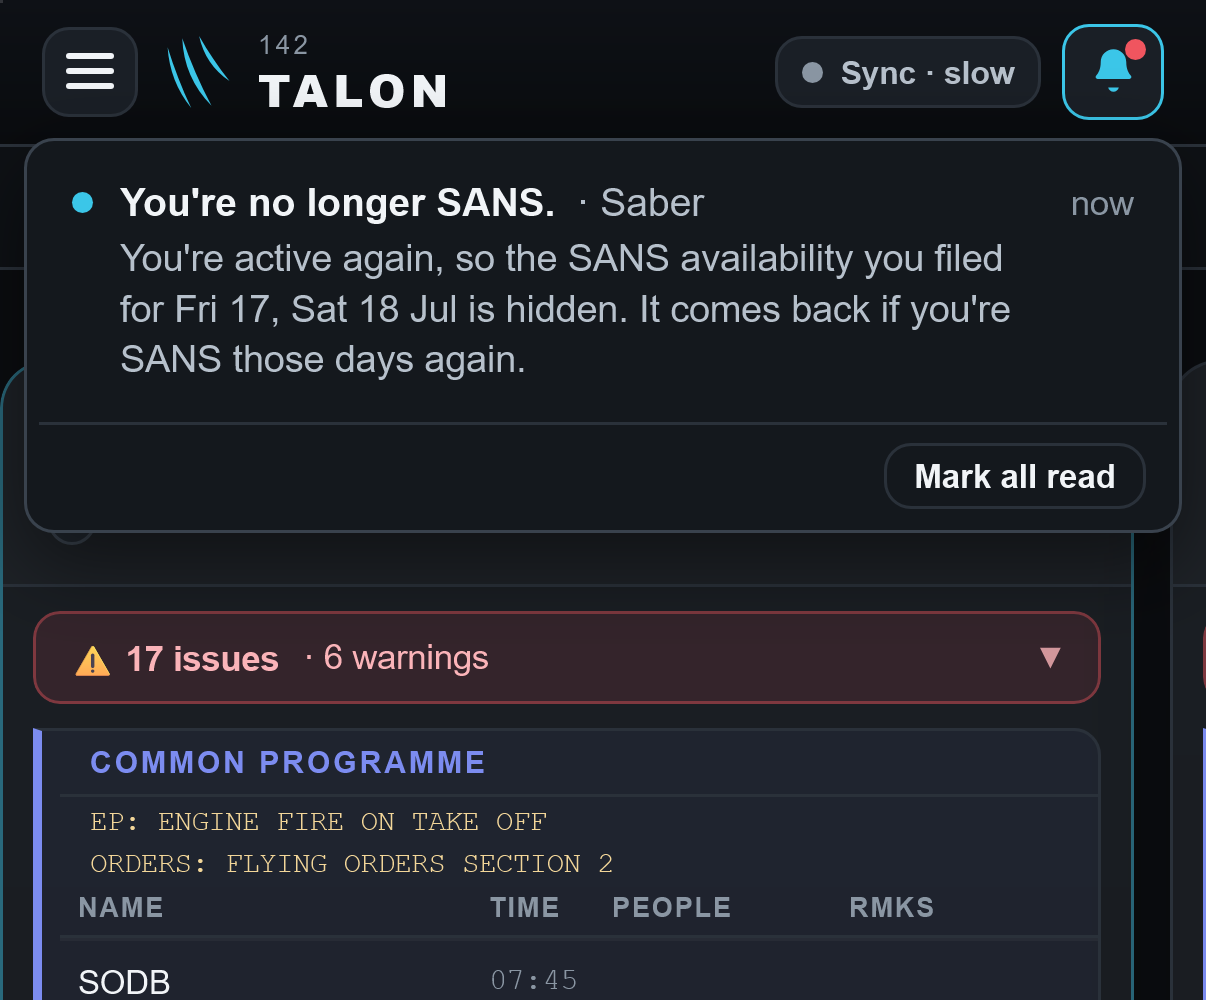 142
TALON
Sync · slow
You're no longer SANS. · Saber
now
You're active again, so the SANS availability you filed
for Fri 17, Sat 18 Jul is hidden. It comes back if you're
SANS those days again.
Mark all read
17 issues · 6 warnings
COMMON PROGRAMME
EP: ENGINE FIRE ON TAKE OFF
ORDERS: FLYING ORDERS SECTION 2
NAME TIME PEOPLE RMKS
SODB 07:45